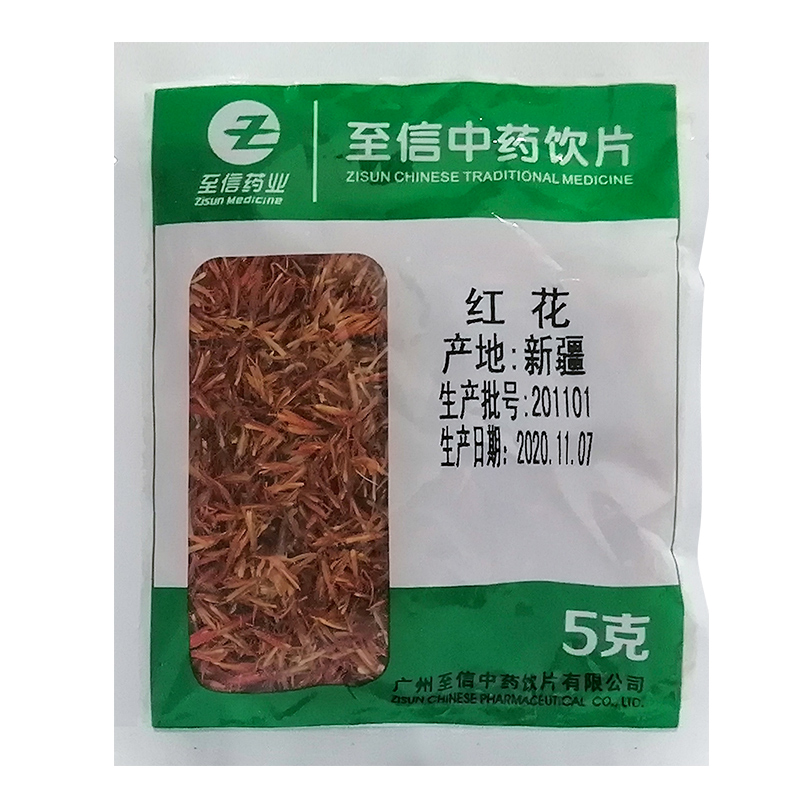 至信药业
Zisun Medicine
至信中药饮片
ZISUN CHINESE TRADITIONAL MEDICINE
红花
产地:新疆
生产批号:201101
生产日期:2020.11.07
5克
广州至信中药饮片有限公司
ZISUN CHINESE PHARMACEUTICAL CO., LTD.